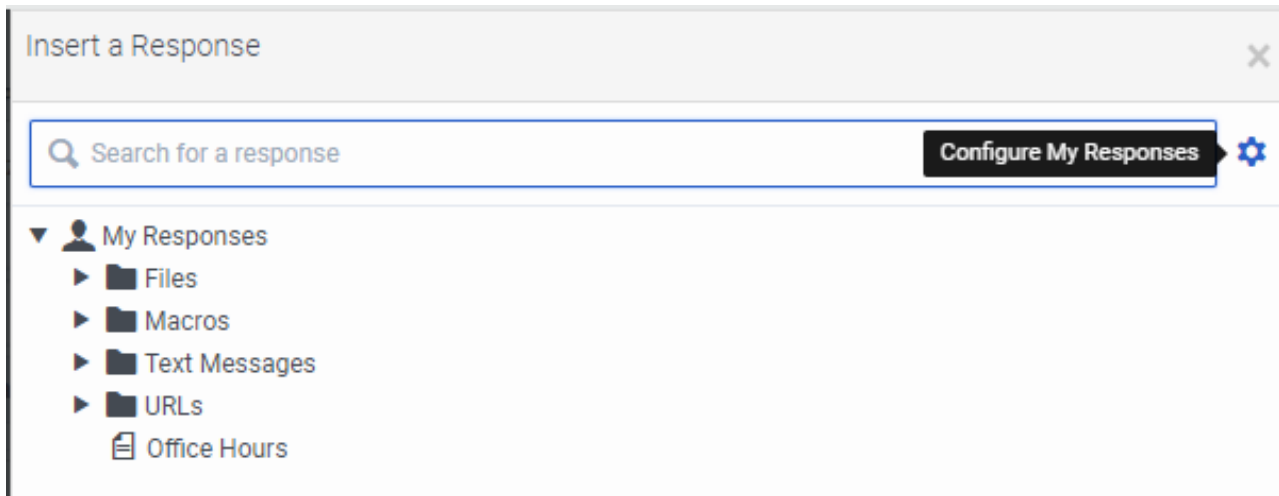 Insert a Response
Search for a response
Configure My Responses
My Responses
Files
Macros
Text Messages
URLs
Office Hours